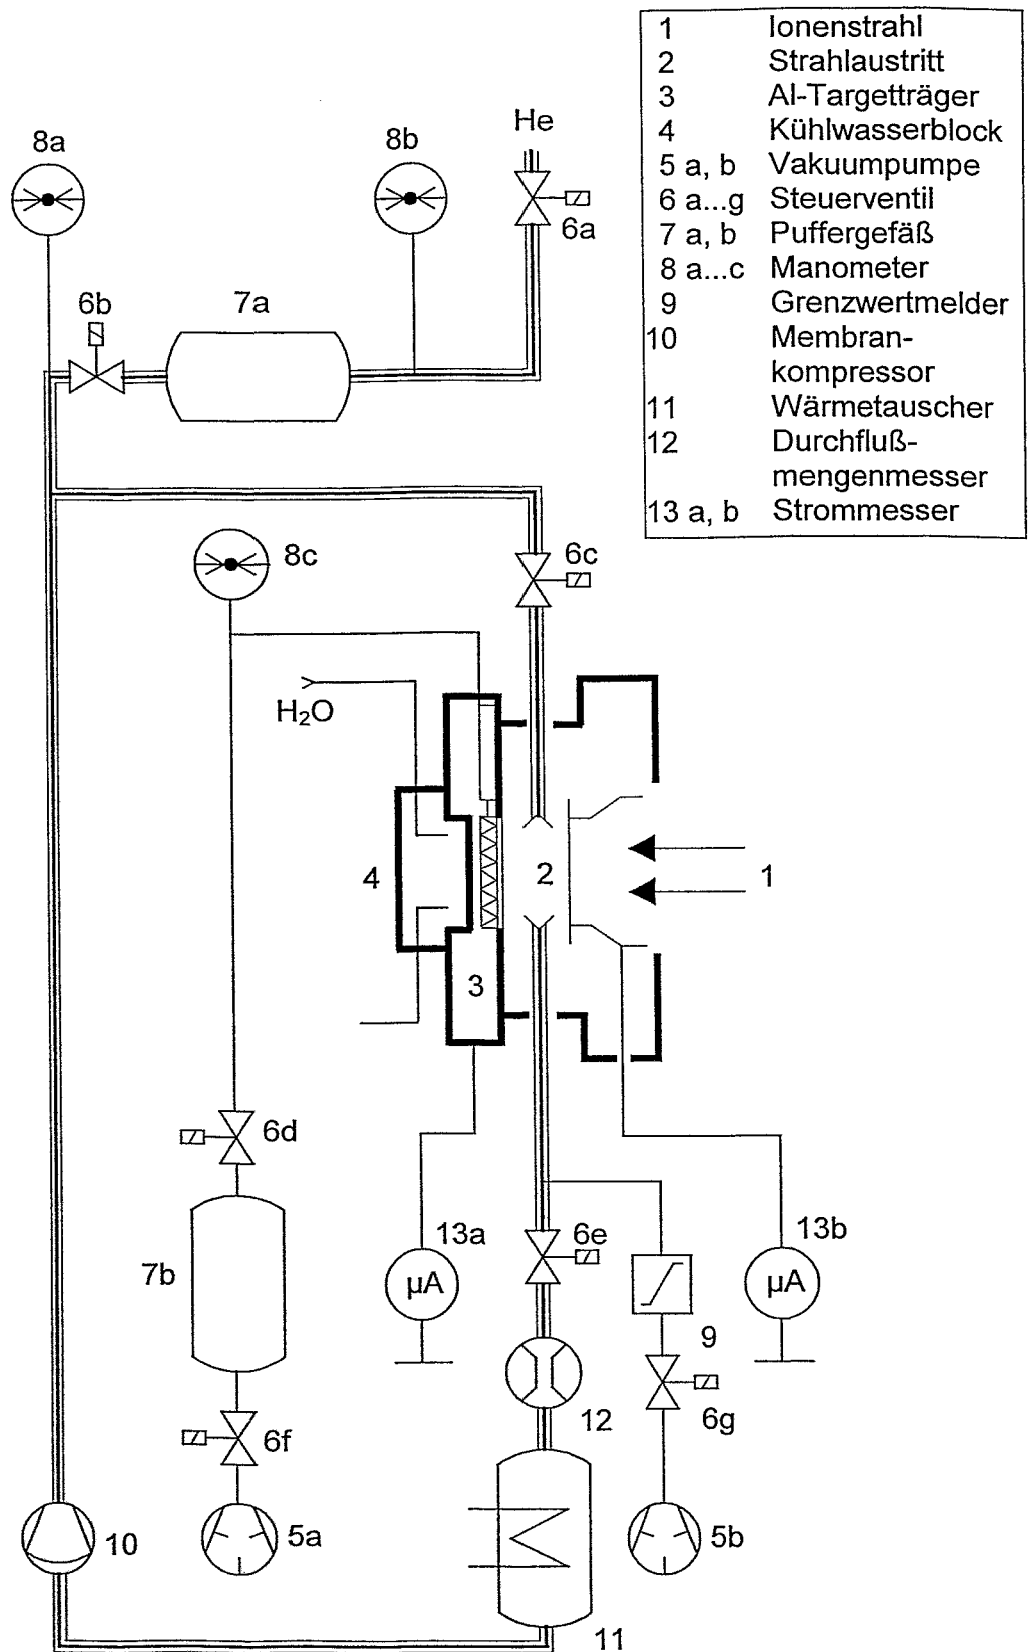 1 Ionenstrahl
2 Strahlaustritt
3 Al-Targetträger
4 Kühlwasserblock
5 a, b Vakuumpumpe
6 a...g Steuerventil
7 a, b Puffergefäß
8 a...c Manometer
9 Grenzwertmelder
10 Membran-
kompressor
11 Wärmetauscher
12 Durchfluß-
mengenmesser
13 a, b Strommesser
He
8a
8b
6a
6b
7a
8c
6c
H₂O
4
2
1
3
6d
13a
6e
13b
7b
µA
µA
9
12
6g
6f
10
5a
5b
11